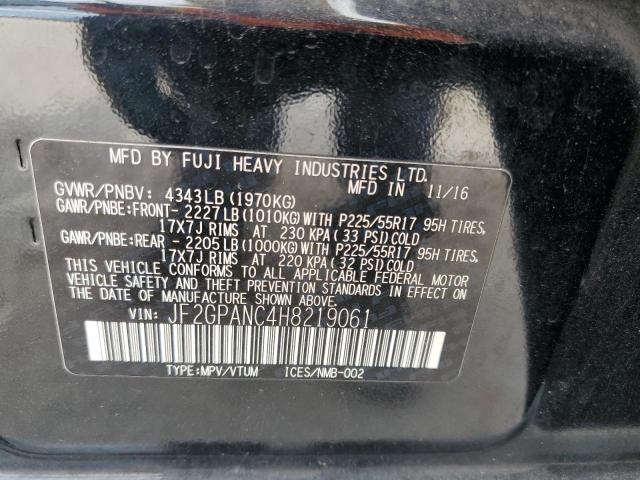 MFD BY FUJI HEAVY INDUSTRIES LTD.
GVWR/PNBV: 4343LB (1970KG) MFD IN 11/16
GAWR/PNBE:FRONT- 2227LB(1010KG)WITH P225/55R17 95H TIRES,
17X7J RIMS AT 230 KPA(33 PSI)COLD
GAWR/PNBE:REAR - 2205LB(1000KG)WITH P225/55R17 95H TIRES,
17X7J RIMS AT 220 KPA(32 PSI)COLD
THIS VEHICLE CONFORMS TO ALL APPLICABLE FEDERAL MOTOR
VEHICLE SAFETY AND THEFT PREVENTION STANDARDS IN EFFECT ON
THE DATE OF MANUFACTURE SHOWN ABOVE.
VIN: JF2GPANC4H8219061
TYPE:MPV/VTUM ICES/NMB-002